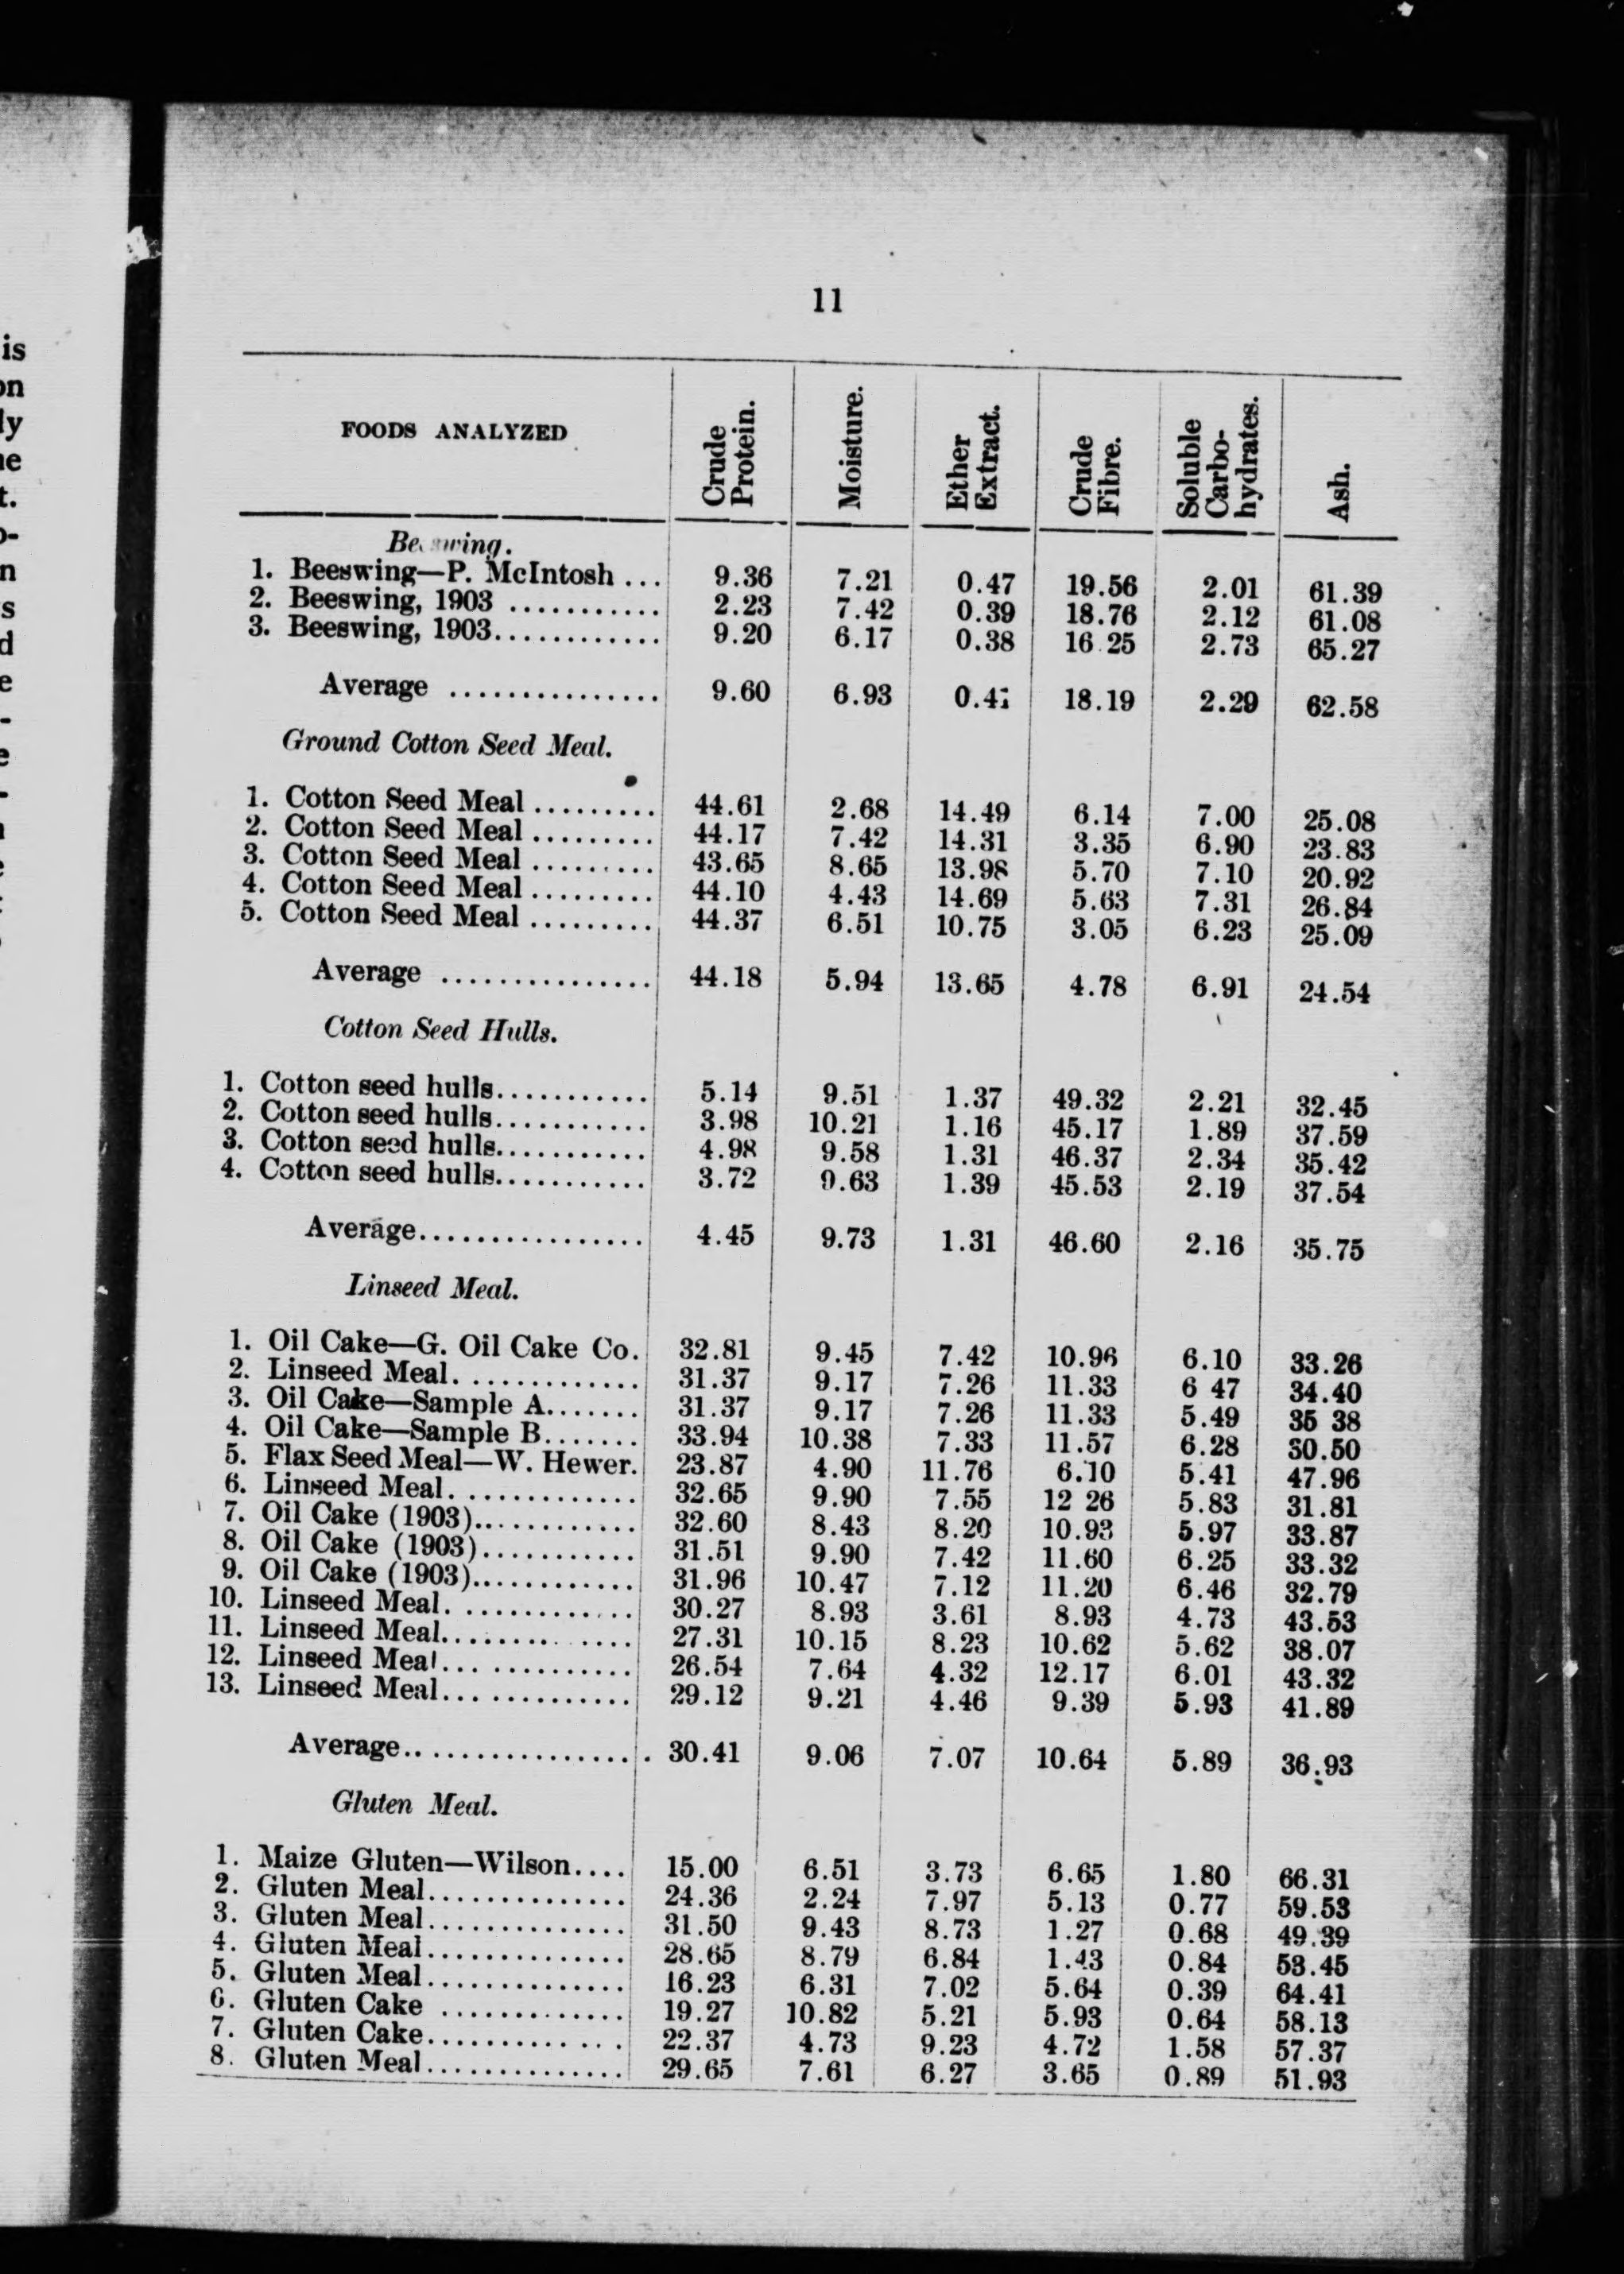 is
on
ly
ne
t.
o-
n
s
d
e
-
e
-
e
11
FOODS ANALYZED Crude Protein. Moisture. Ether Extract. Crude Fibre. Soluble Carbo-hydrates. Ash.
Beeswing.
1. Beeswing—P. McIntosh ... 9.36 7.21 0.47 19.56 2.01 61.39
2. Beeswing, 1903 ........... 2.23 7.42 0.39 18.76 2.12 61.08
3. Beeswing, 1903............ 9.20 6.17 0.38 16 25 2.73 65.27
Average ............... 9.60 6.93 18.19 2.29 62.58
Ground Cotton Seed Meal.
1. Cotton Seed Meal ......... 44.61 2.68 14.49 6.14 7.00 25.08
2. Cotton Seed Meal ......... 44.17 7.42 14.31 3.35 6.90 23.83
3. Cotton Seed Meal ......... 43.65 8.65 13.98 5.70 7.10 20.92
4. Cotton Seed Meal ......... 44.10 4.43 14.69 5.63 7.31 26.84
5. Cotton Seed Meal ......... 44.37 6.51 10.75 3.05 6.23 25.09
Average ............... 44.18 5.94 13.65 4.78 6.91 24.54
Cotton Seed Hulls.
1. Cotton seed hulls........... 5.14 9.51 1.37 49.32 2.21 32.45
2. Cotton seed hulls........... 3.98 10.21 1.16 45.17 1.89 37.59
3. Cotton seed hulls........... 4.98 9.58 1.31 46.37 2.34 35.42
4. Cotton seed hulls........... 3.72 9.63 1.39 45.53 2.19 37.54
Average................ 4.45 9.73 1.31 46.60 2.16 35.75
Linseed Meal.
1. Oil Cake—G. Oil Cake Co. 32.81 9.45 7.42 10.96 6.10 33.26
2. Linseed Meal............. 31.37 9.17 7.26 11.33 6 47 34.40
3. Oil Cake—Sample A....... 31.37 9.17 7.26 11.33 5.49 35 38
4. Oil Cake—Sample B....... 33.94 10.38 7.33 11.57 6.28 30.50
5. Flax Seed Meal—W. Hewer. 23.87 4.90 11.76 6.10 5.41 47.96
6. Linseed Meal............. 32.65 9.90 7.55 12 26 5.83 31.81
7. Oil Cake (1903)............ 32.60 8.43 8.20 10.93 5.97 33.87
8. Oil Cake (1903)........... 31.51 9.90 7.42 11.60 6.25 33.32
9. Oil Cake (1903)............ 31.96 10.47 7.12 11.20 6.46 32.79
10. Linseed Meal............. 30.27 8.93 3.61 8.93 4.73 43.53
11. Linseed Meal............. 27.31 10.15 8.23 10.62 5.62 38.07
12. Linseed Meal............. 26.54 7.64 4.32 12.17 6.01 43.32
13. Linseed Meal............. 29.12 9.21 4.46 9.39 5.93 41.89
Average................. 30.41 9.06 7.07 10.64 5.89 36.93
Gluten Meal.
1. Maize Gluten—Wilson.... 15.00 6.51 3.73 6.65 1.80 66.31
2. Gluten Meal.............. 24.36 2.24 7.97 5.13 0.77 59.53
3. Gluten Meal.............. 31.50 9.43 8.73 1.27 0.68 49.39
4. Gluten Meal.............. 28.65 8.79 6.84 1.43 0.84 53.45
5. Gluten Meal.............. 16.23 6.31 7.02 5.64 0.39 64.41
6. Gluten Cake ............. 19.27 10.82 5.21 5.93 0.64 58.13
7. Gluten Cake.............. 22.37 4.73 9.23 4.72 1.58 57.37
8. Gluten Meal.............. 29.65 7.61 6.27 3.65 0.89 51.93